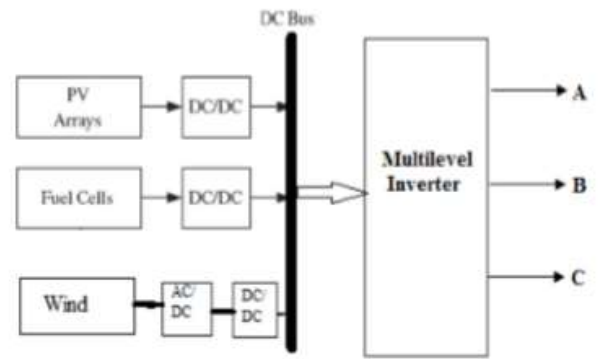 DC Bus
PV
Arrays
DC/DC
Fuel Cells
DC/DC
Wind
AC/
DC
DC/
DC
Multilevel
Inverter
A
B
C